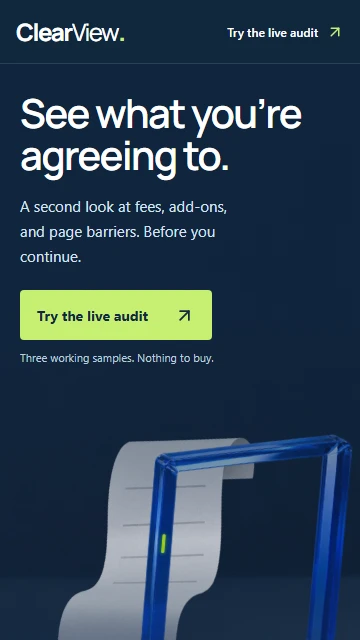 ClearView.
Try the live audit
See what you’re
agreeing to.
A second look at fees, add-ons,
and page barriers. Before you
continue.
Try the live audit
Three working samples. Nothing to buy.